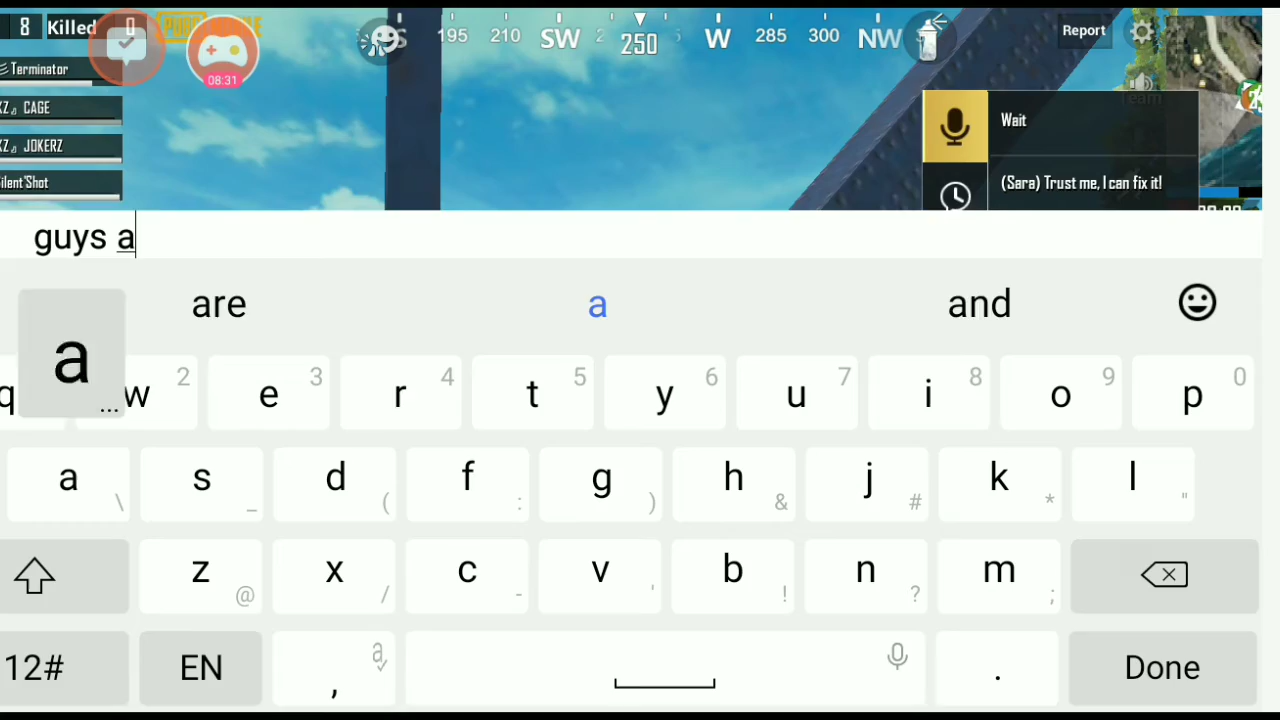 8 Killed 0
S 195 210 SW 2 250 W 285 300 NW
Report
08:31
Terminator
CAGE
JOKERZ
ilent'Shot
Team
Wait
(Sara) Trust me, I can fix it!
guys a
are a and
a
q w 2 e 3 r 4 t 5 y 6 u 7 i 8 o 9 p 0
a \ s _ d ( f : g ) h & j # k * l "
z @ x / c - v ' b ! n ? m ;
12# EN , . Done